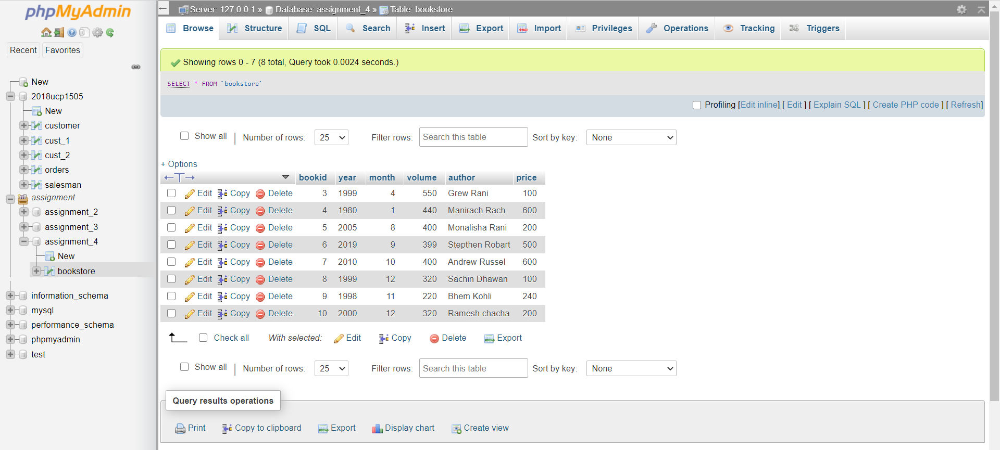 phpMyAdmin
Recent Favorites
New
2018ucp1505
New
customer
cust_1
cust_2
orders
salesman
assignment
assignment_2
assignment_3
assignment_4
New
bookstore
information_schema
mysql
performance_schema
phpmyadmin
test
Server: 127.0.0.1 » Database: assignment_4 » Table: bookstore
Browse Structure SQL Search Insert Export Import Privileges Operations Tracking Triggers
Showing rows 0 - 7 (8 total, Query took 0.0024 seconds.)
SELECT * FROM `bookstore`
Profiling [Edit inline] [ Edit ] [ Explain SQL ] [ Create PHP code ] [ Refresh]
Show all | Number of rows: 25 Filter rows: Search this table Sort by key: None
+ Options
←T→ bookid year month volume author price
Edit Copy Delete 3 1999 4 550 Grew Rani 100
Edit Copy Delete 4 1980 1 440 Manirach Rach 600
Edit Copy Delete 5 2005 8 400 Monalisha Rani 200
Edit Copy Delete 6 2019 9 399 Stepthen Robart 500
Edit Copy Delete 7 2010 10 400 Andrew Russel 600
Edit Copy Delete 8 1999 12 320 Sachin Dhawan 100
Edit Copy Delete 9 1998 11 220 Bhem Kohli 240
Edit Copy Delete 10 2000 12 320 Ramesh chacha 200
Check all With selected: Edit Copy Delete Export
Show all | Number of rows: 25 Filter rows: Search this table Sort by key: None
Query results operations
Print Copy to clipboard Export Display chart Create view